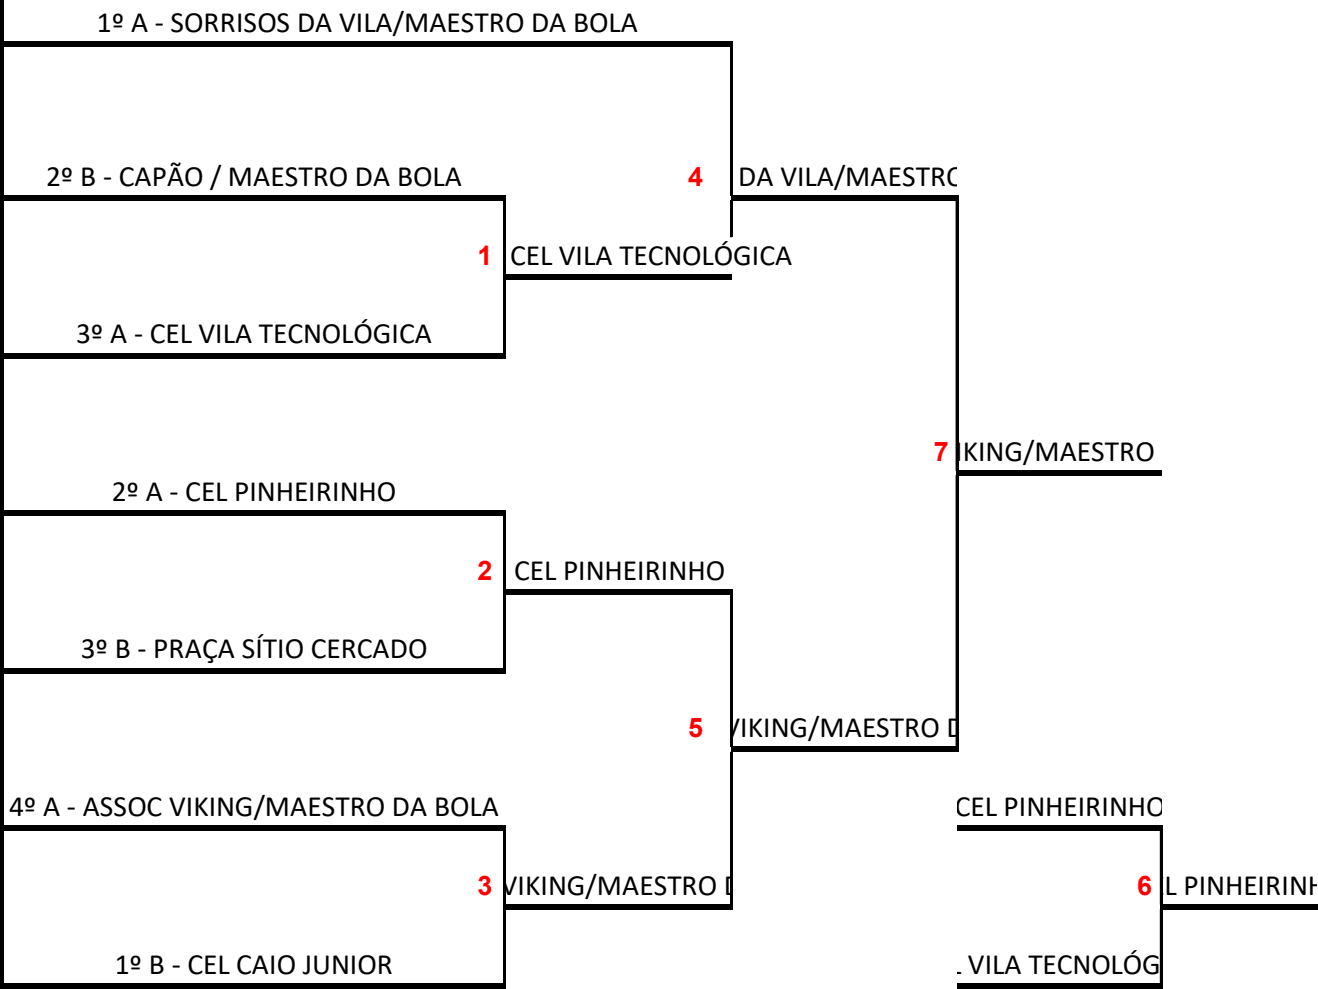 1º A - SORRISOS DA VILA/MAESTRO DA BOLA
2º B - CAPÃO / MAESTRO DA BOLA
4 DA VILA/MAESTRO
1 CEL VILA TECNOLÓGICA
3º A - CEL VILA TECNOLÓGICA
7 IKING/MAESTRO
2º A - CEL PINHEIRINHO
2 CEL PINHEIRINHO
3º B - PRAÇA SÍTIO CERCADO
5 VIKING/MAESTRO D
4º A - ASSOC VIKING/MAESTRO DA BOLA
CEL PINHEIRINHO
3 VIKING/MAESTRO D
6 L PINHEIRINH
1º B - CEL CAIO JUNIOR
VILA TECNOLÓG